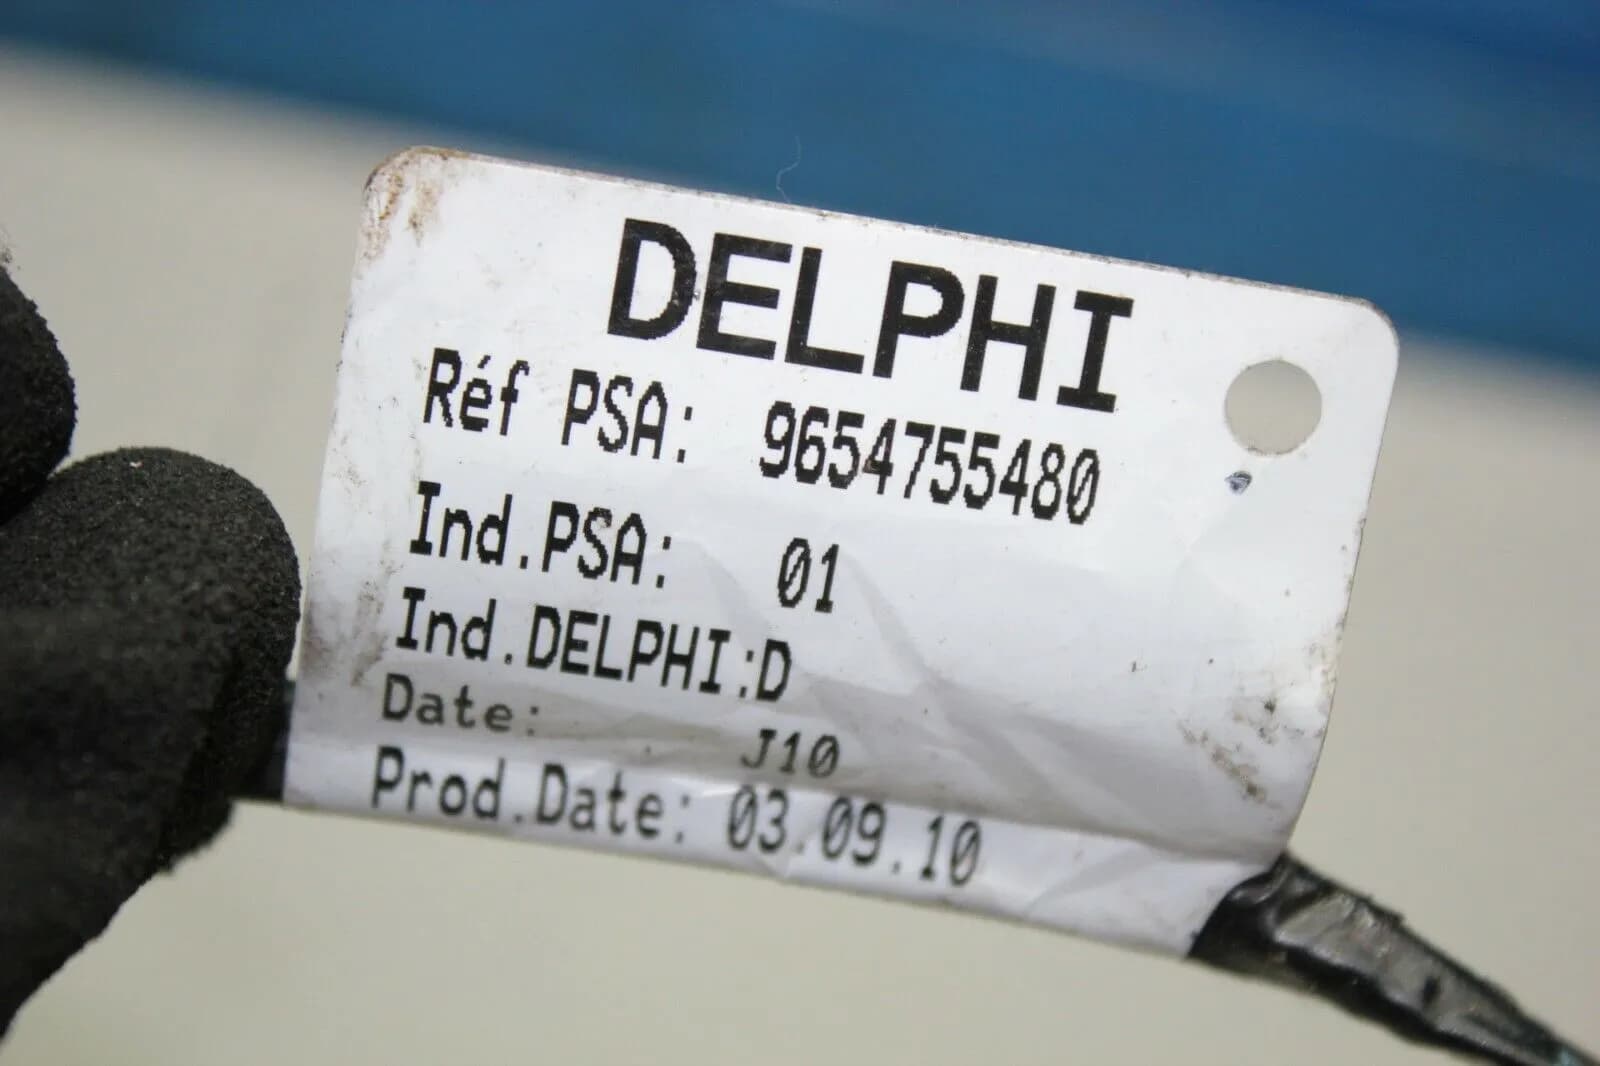 DELPHI
Réf PSA: 9654755480
Ind.PSA: 01
Ind.DELPHI:D
Date: J10
Prod.Date: 03.09.10